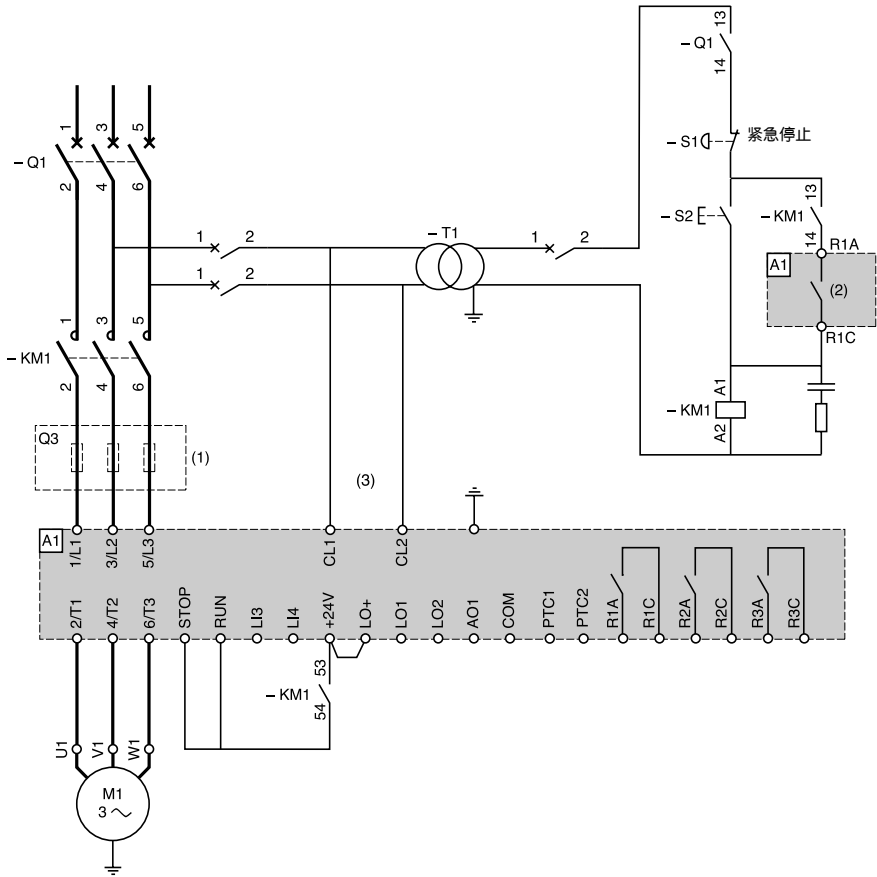 13
– Q1
14
1
3
5
– S1
紧急停止
– Q1
2
4
6
13
– S2
– KM1
14
R1A
1
2
– T1
1
2
A1
(2)
1
2
R1C
1
3
5
– KM1
2
4
6
A1
– KM1
A2
Q3
(1)
(3)
A1
1/L1
3/L2
5/L3
CL1
CL2
2/T1
4/T2
6/T3
STOP
RUN
LI3
LI4
+24V
LO+
LO1
LO2
AO1
COM
PTC1
PTC2
R1A
R1C
R2A
R2C
R3A
R3C
53
– KM1
54
U1
V1
W1
M1
3